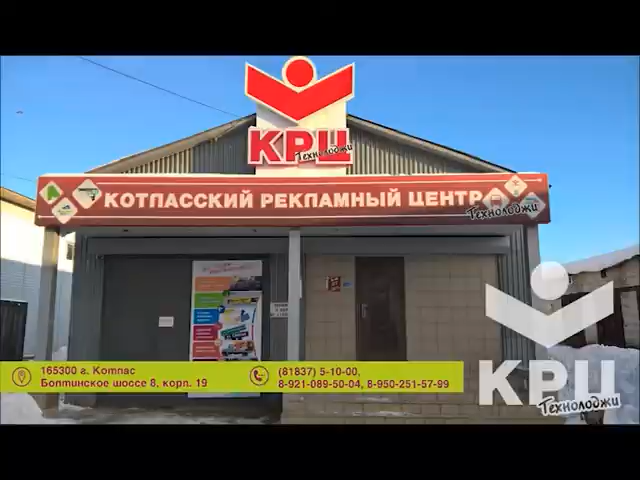 КРЦ
Технолоджи
КОТЛАССКИЙ РЕКЛАМНЫЙ ЦЕНТР
Технолоджи
165300 г. Котлас
Болтинское шоссе 8, корп. 19
(81837) 5-10-00,
8-921-089-50-04, 8-950-251-57-99
КРЦ
Технолоджи